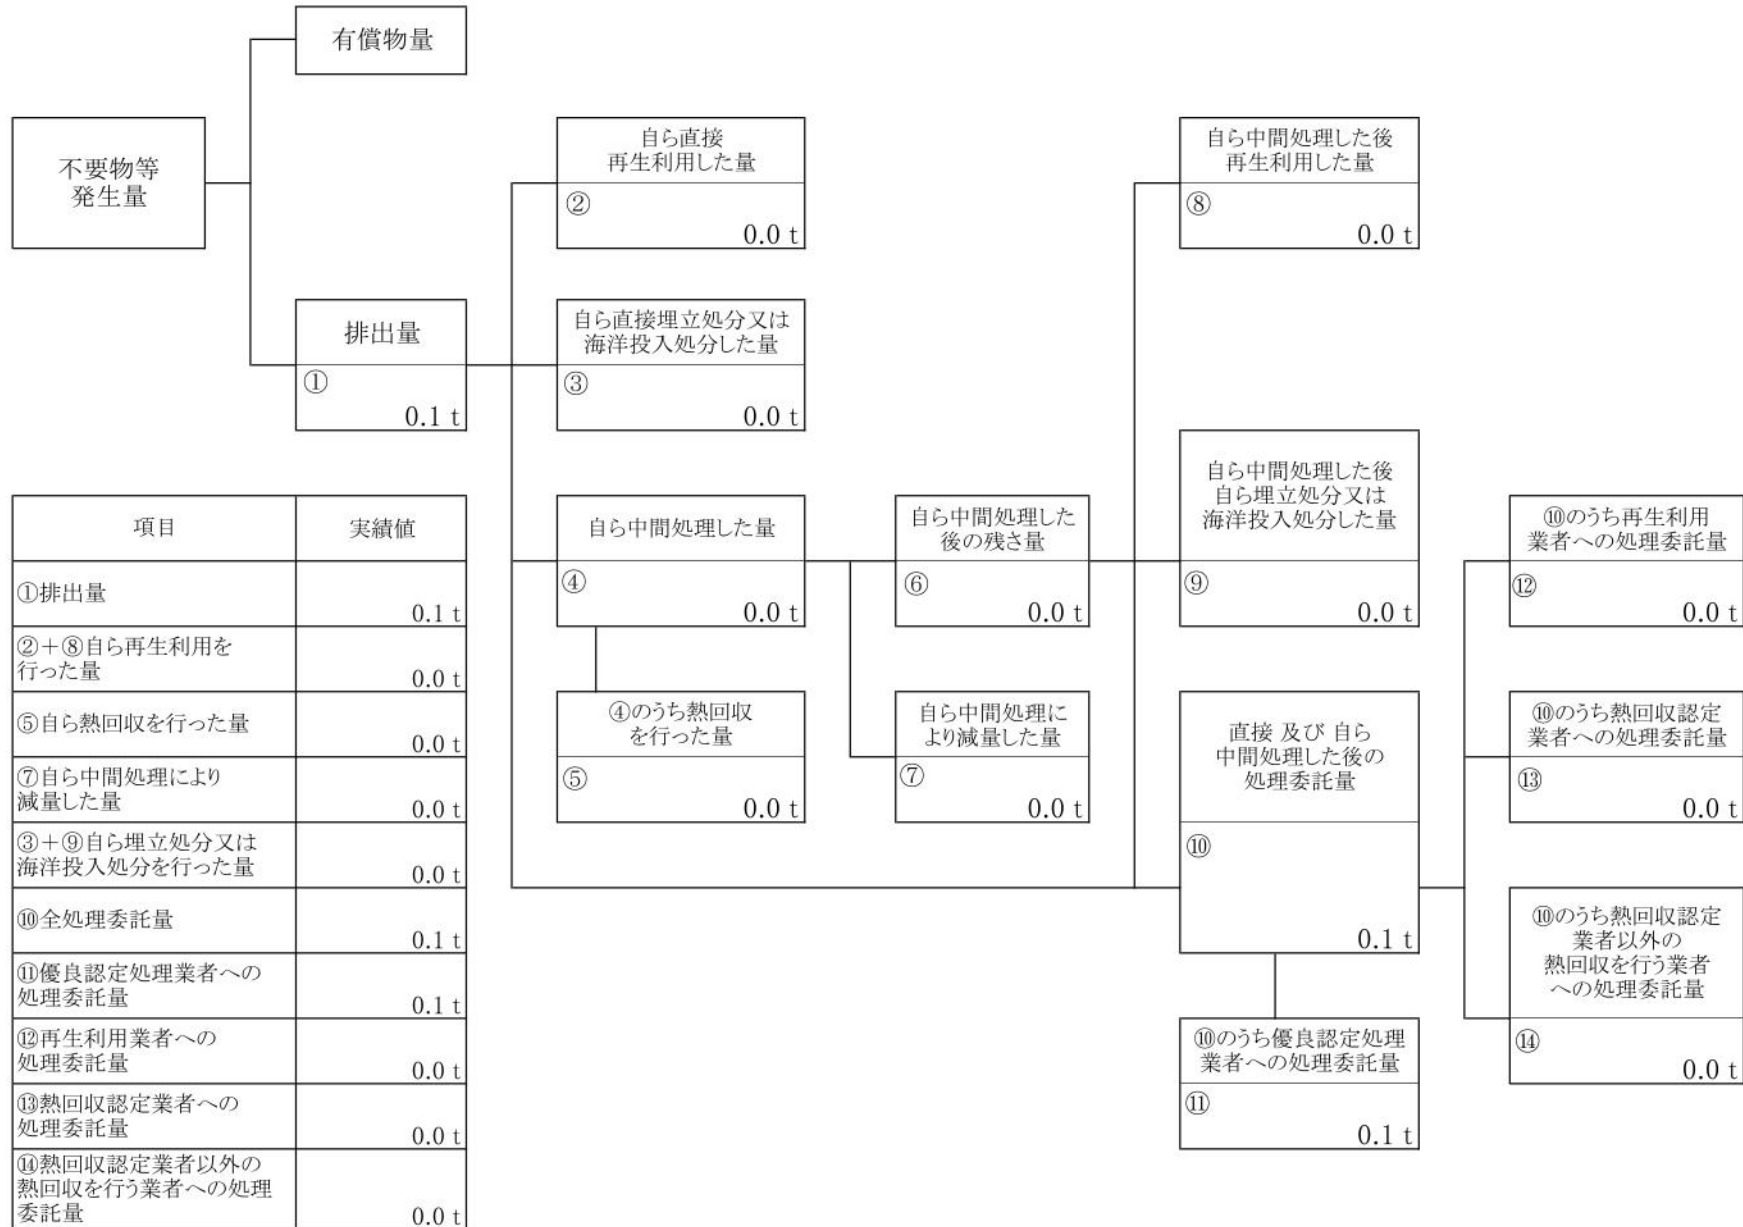 有償物量
不要物等
発生量
排出量
①
0.1 t
自ら直接
再生利用した量
②
0.0 t
自ら直接埋立処分又は
海洋投入処分した量
③
0.0 t
自ら中間処理した量
④
0.0 t
④のうち熱回収
を行った量
⑤
0.0 t
自ら中間処理した
後の残さ量
⑥
0.0 t
自ら中間処理に
より減量した量
⑦
0.0 t
自ら中間処理した後
再生利用した量
⑧
0.0 t
自ら中間処理した後
自ら埋立処分又は
海洋投入処分した量
⑨
0.0 t
直接 及び 自ら
中間処理した後の
処理委託量
⑩
0.1 t
⑩のうち優良認定処理
業者への処理委託量
⑪
0.1 t
⑩のうち再生利用
業者への処理委託量
⑫
0.0 t
⑩のうち熱回収認定
業者への処理委託量
⑬
0.0 t
⑩のうち熱回収認定
業者以外の
熱回収を行う業者
への処理委託量
⑭
0.0 t
項目 実績値
①排出量
0.1 t
②＋⑧自ら再生利用を
行った量
0.0 t
⑤自ら熱回収を行った量
0.0 t
⑦自ら中間処理により
減量した量
0.0 t
③＋⑨自ら埋立処分又は
海洋投入処分を行った量
0.0 t
⑩全処理委託量
0.1 t
⑪優良認定処理業者への
処理委託量
0.1 t
⑫再生利用業者への
処理委託量
0.0 t
⑬熱回収認定業者への
処理委託量
0.0 t
⑭熱回収認定業者以外の
熱回収を行う業者への処理
委託量
0.0 t